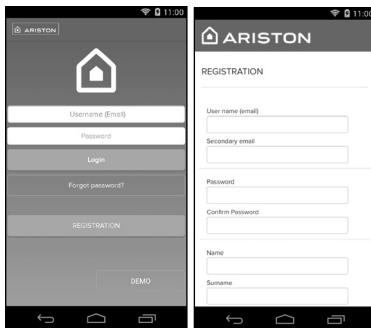 11:00
ARISTON
Username (Email)
Password
Login
Forgot password?
REGISTRATION
DEMO
11:00
ARISTON
REGISTRATION
User name (email)
Secondary email
Password
Confirm Password
Name
Surname